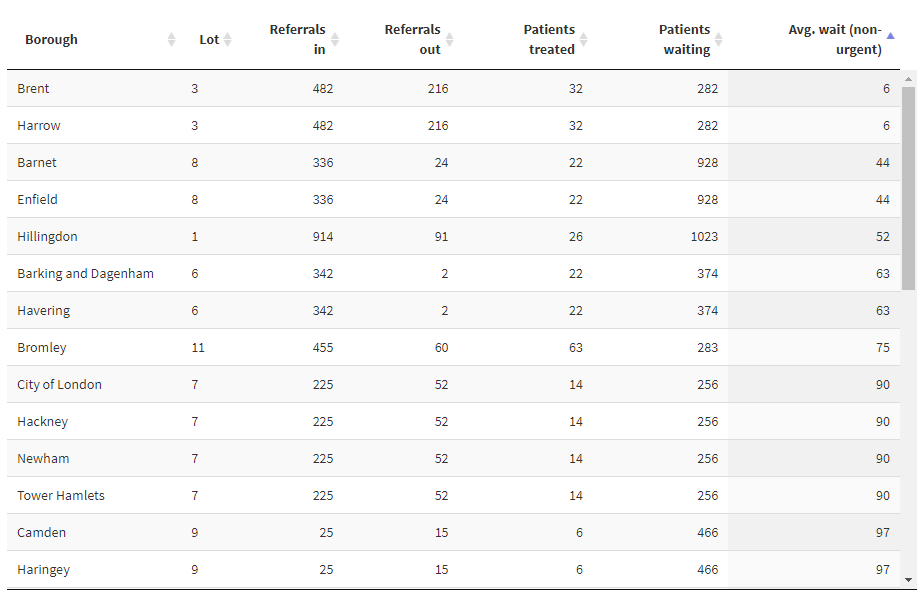 Borough Lot Referrals in Referrals out Patients treated Patients waiting Avg. wait (non-urgent)
Brent 3 482 216 32 282 6
Harrow 3 482 216 32 282 6
Barnet 8 336 24 22 928 44
Enfield 8 336 24 22 928 44
Hillingdon 1 914 91 26 1023 52
Barking and Dagenham 6 342 2 22 374 63
Havering 6 342 2 22 374 63
Bromley 11 455 60 63 283 75
City of London 7 225 52 14 256 90
Hackney 7 225 52 14 256 90
Newham 7 225 52 14 256 90
Tower Hamlets 7 225 52 14 256 90
Camden 9 25 15 6 466 97
Haringey 9 25 15 6 466 97